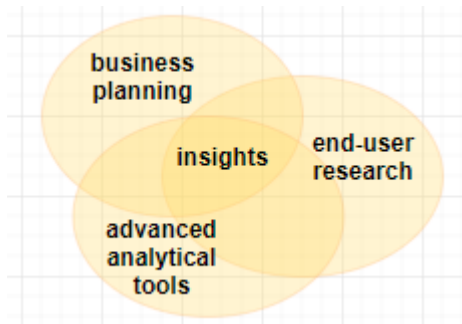 business
planning
insights
end-user
research
advanced
analytical
tools